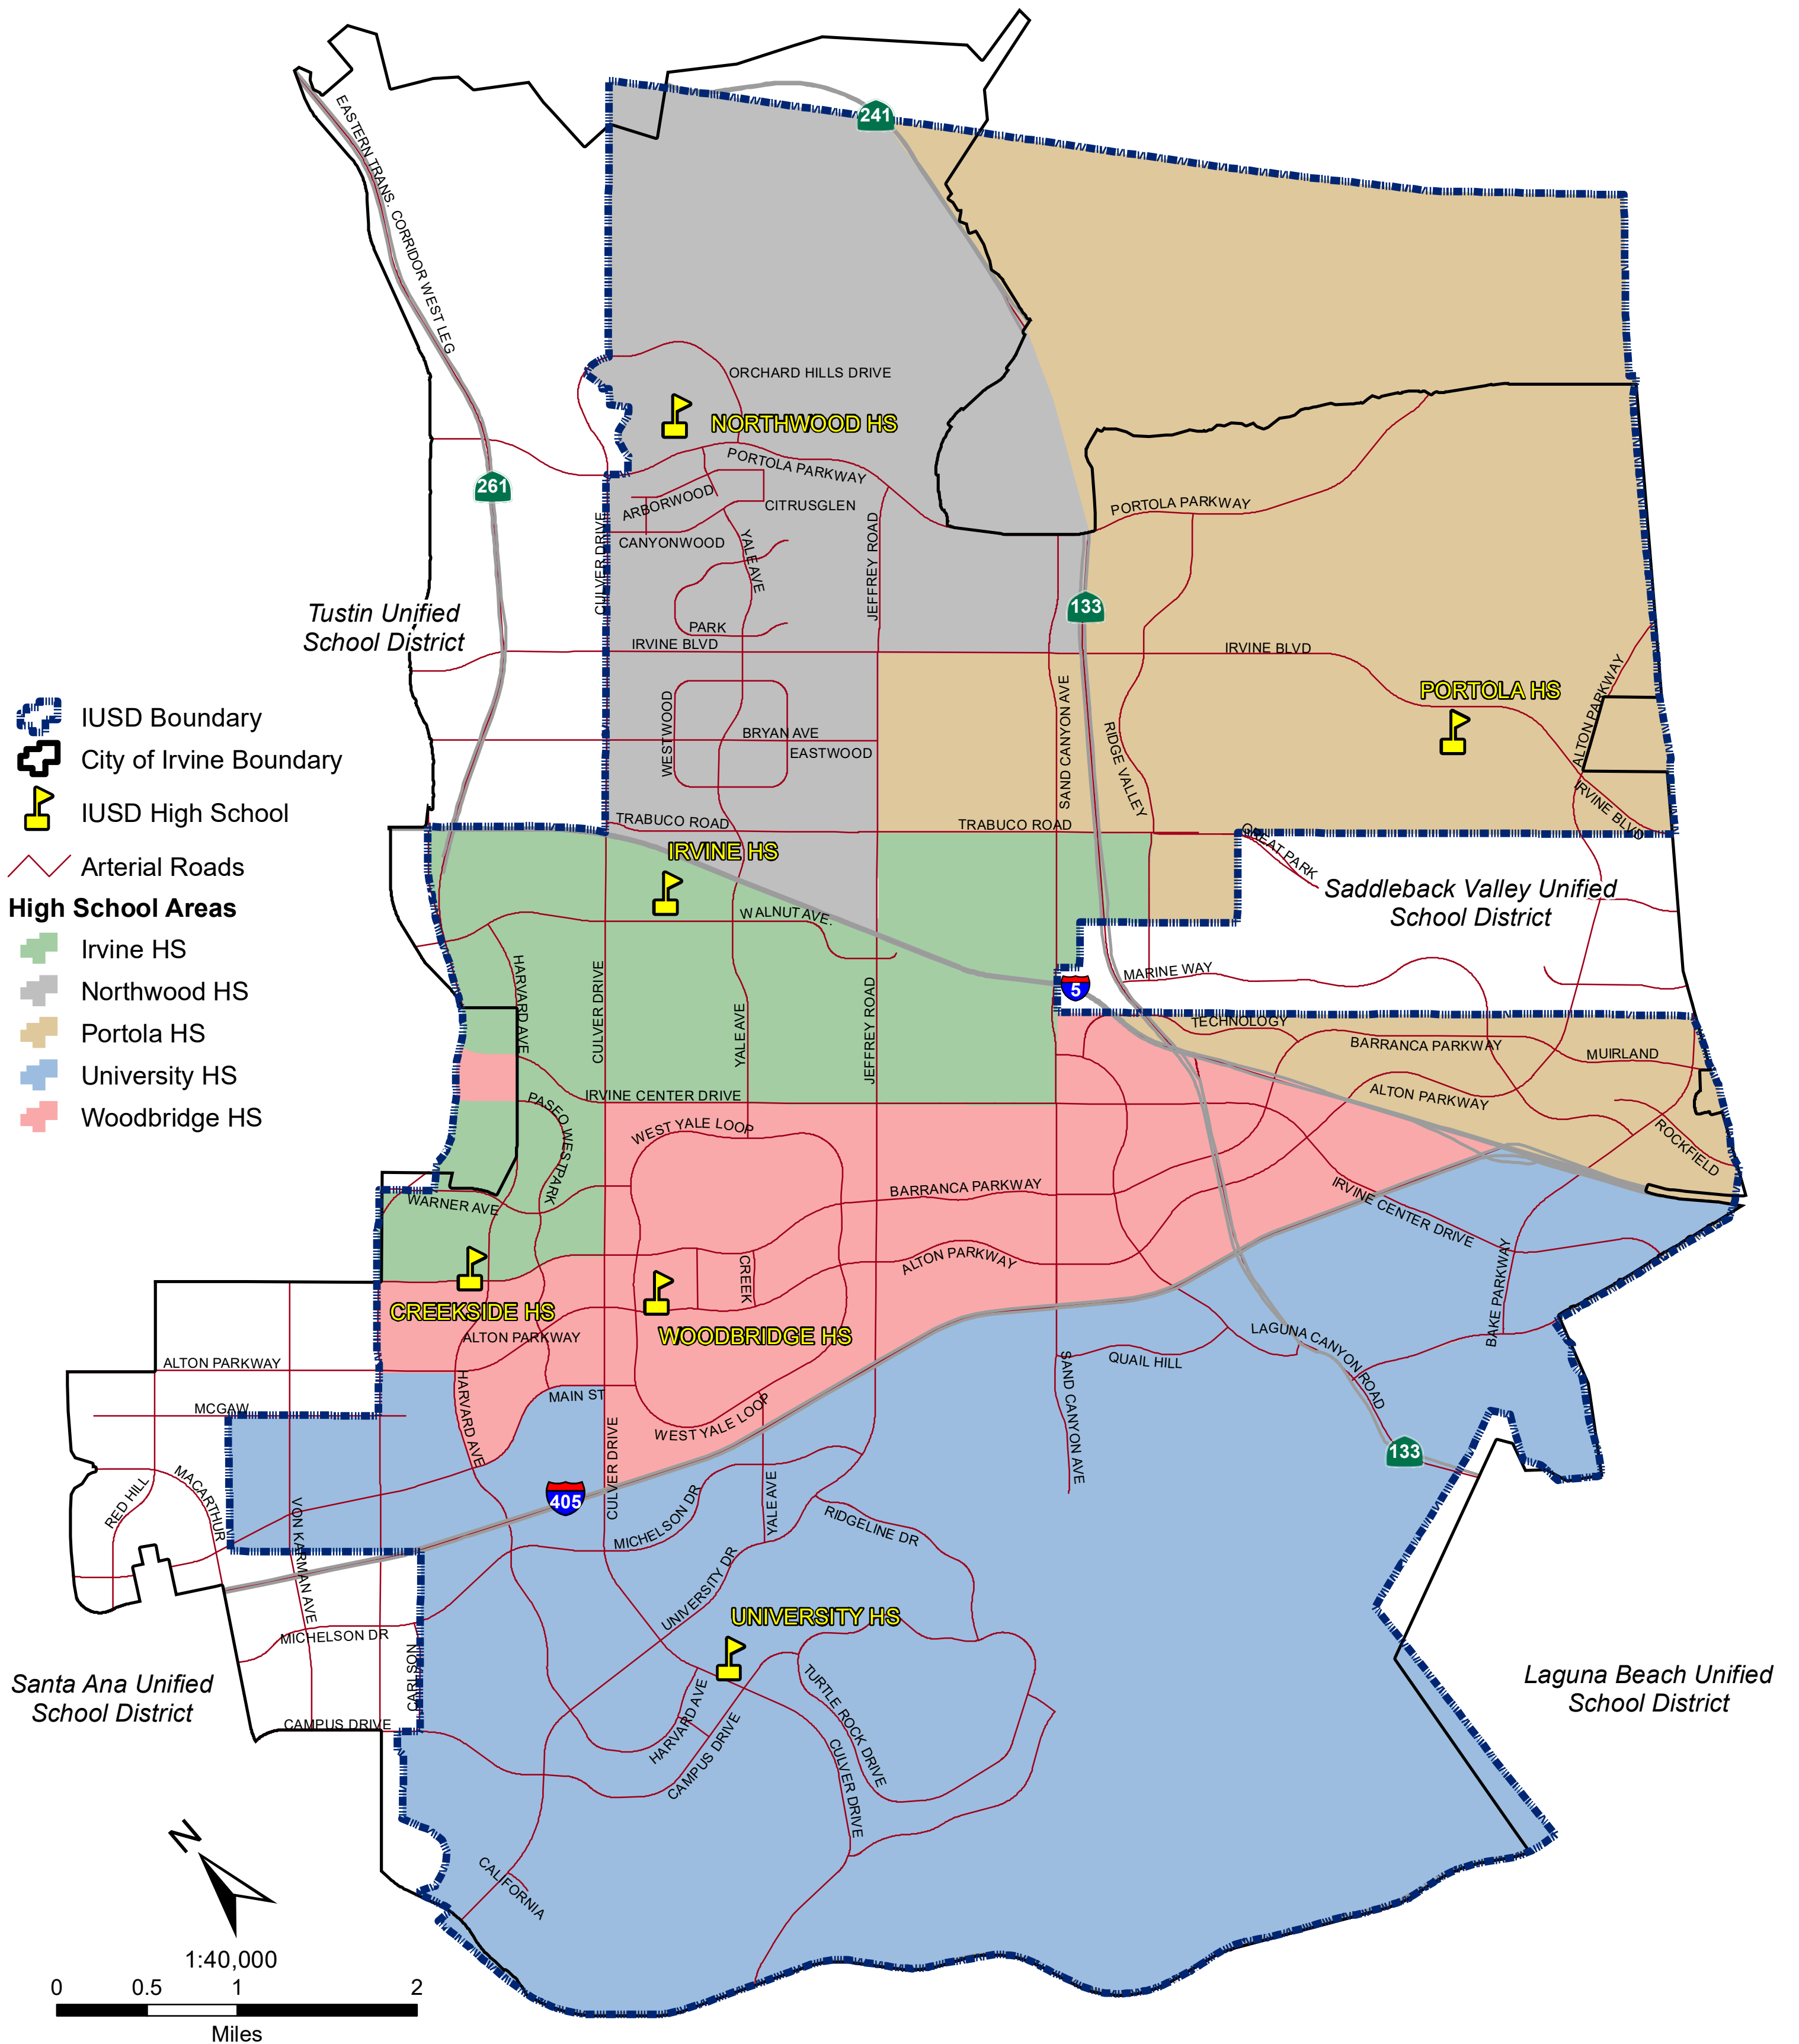 241
EASTERN TRANS. CORRIDOR WEST LEG
ORCHARD HILLS DRIVE
NORTHWOOD HS
PORTOLA PARKWAY
261
ARBORWOOD
CITRUSGLEN
PORTOLA PARKWAY
CANYONWOOD
CULVER DRIVE
YALE AVE
JEFFREY ROAD
133
Tustin Unified
School District
PARK
IRVINE BLVD
IRVINE BLVD
PORTOLA HS
ALTON PARKWAY
WESTWOOD
BRYAN AVE
EASTWOOD
SAND CANYON AVE
RIDGE VALLEY
IRVINE BLVD
IUSD Boundary
City of Irvine Boundary
IUSD High School
Arterial Roads
High School Areas
Irvine HS
Northwood HS
Portola HS
University HS
Woodbridge HS
TRABUCO ROAD
TRABUCO ROAD
GREAT PARK
IRVINE HS
Saddleback Valley Unified
School District
WALNUT AVE.
HARVARD AVE
CULVER DRIVE
YALE AVE
JEFFREY ROAD
MARINE WAY
5
TECHNOLOGY
BARRANCA PARKWAY
MUIRLAND
IRVINE CENTER DRIVE
ALTON PARKWAY
PASEO WESTPARK
WEST YALE LOOP
ROCKFIELD
WARNER AVE
BARRANCA PARKWAY
IRVINE CENTER DRIVE
CREEK
ALTON PARKWAY
BAKE PARKWAY
CREEKSIDE HS
WOODBRIDGE HS
ALTON PARKWAY
ALTON PARKWAY
LAGUNA CANYON ROAD
QUAIL HILL
SAND CANYON AVE
HARVARD AVE
MAIN ST
MCGAW
WEST YALE LOOP
CULVER DRIVE
133
RED HILL
MACARTHUR
VON KARMAN AVE
405
MICHELSON DR
YALE AVE
RIDGELINE DR
UNIVERSITY DR
UNIVERSITY HS
MICHELSON DR
CARLSON
Santa Ana Unified
School District
Laguna Beach Unified
School District
CAMPUS DRIVE
HARVARD AVE
CAMPUS DRIVE
TURTLE ROCK DRIVE
CULVER DRIVE
CALIFORNIA
N
1:40,000
0 0.5 1 2
Miles